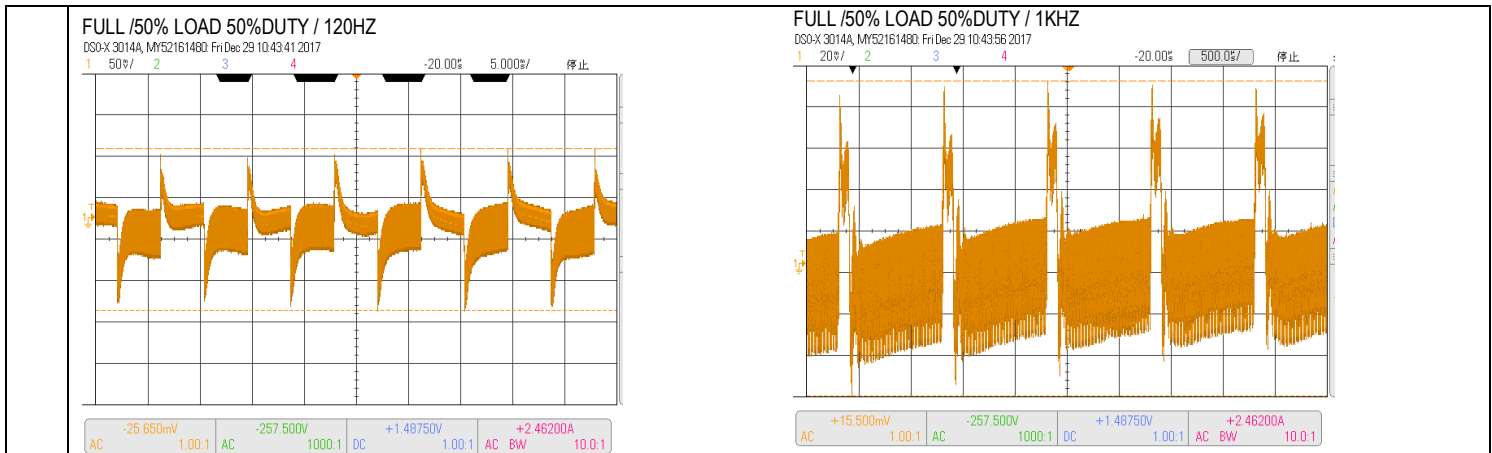 FULL /50% LOAD 50%DUTY / 120HZ
DSO-X 3014A, MY52161480: Fri Dec 29 10:43:41 2017
1 50㎷/ 2 3 4 -20.00㎲ 5.000㎳/ 停止
-25.650mV -257.500V +1.48750V +2.46200A
AC 1.00:1 AC 1000:1 DC 1.00:1 AC BW 10.0:1
FULL /50% LOAD 50%DUTY / 1KHZ
DSO-X 3014A, MY52161480: Fri Dec 29 10:43:56 2017
1 20㎷/ 2 3 4 -20.00㎲ 500.0㎲/ 停止
+15.500mV -257.500V +1.48750V +2.46200A
AC 1.00:1 AC 1000:1 DC 1.00:1 AC BW 10.0:1